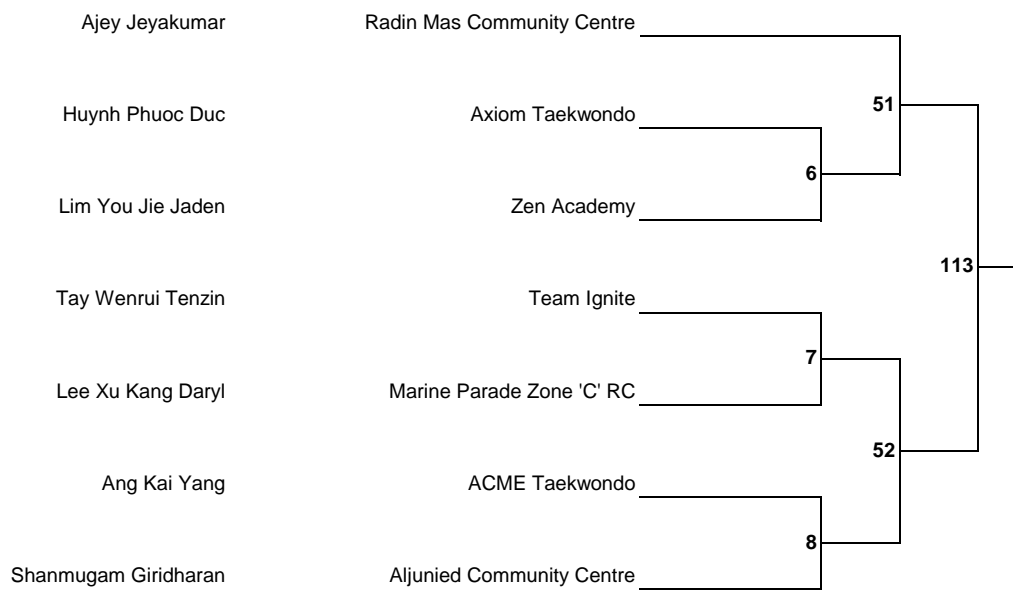 Ajey Jeyakumar Radin Mas Community Centre
51
Huynh Phuoc Duc Axiom Taekwondo
6
Lim You Jie Jaden Zen Academy
113
Tay Wenrui Tenzin Team Ignite
7
Lee Xu Kang Daryl Marine Parade Zone 'C' RC
52
Ang Kai Yang ACME Taekwondo
8
Shanmugam Giridharan Aljunied Community Centre